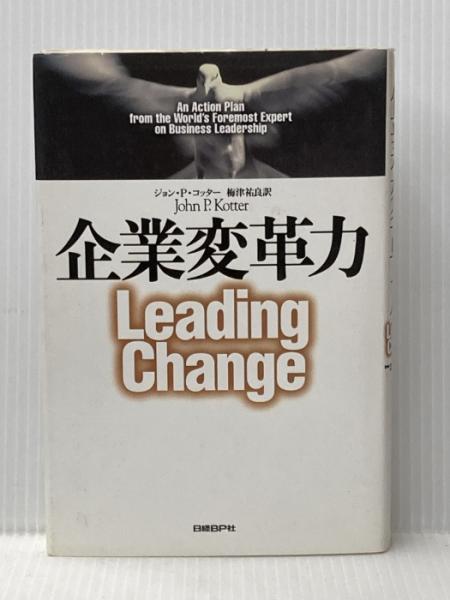 An Action Plan
from the World's Foremost Expert
on Business Leadership
ジョン・P・コッター 梅津祐良訳
John P. Kotter
企業変革力
Leading
Change
日経BP社